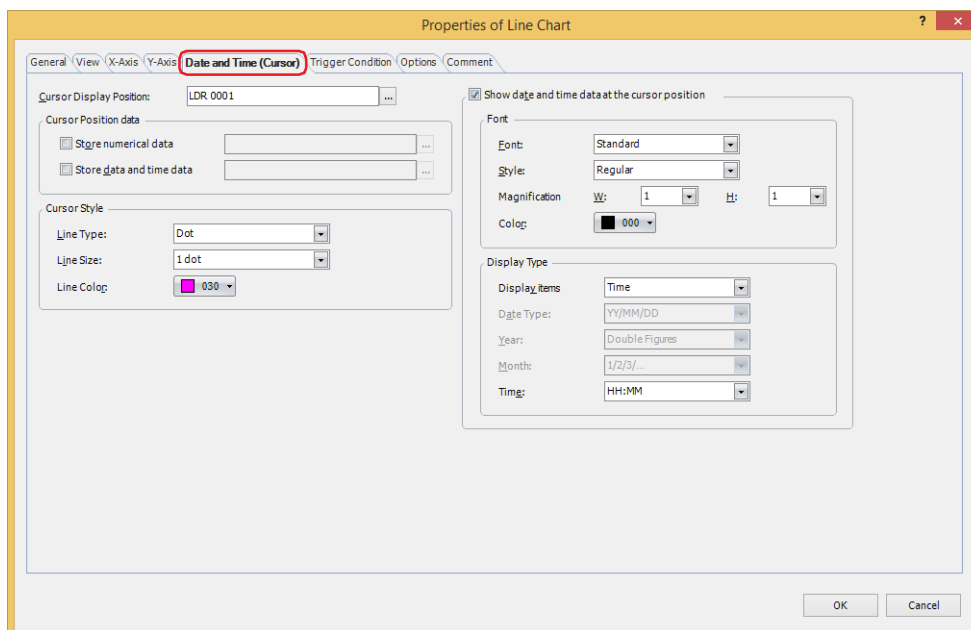 Properties of Line Chart
?
×
General View X-Axis Y-Axis Date and Time (Cursor) Trigger Condition Options Comment
Cursor Display Position: LDR 0001 ...
Cursor Position data
Store numerical data ...
Store data and time data ...
Cursor Style
Line Type: Dot
Line Size: 1 dot
Line Color: 030
Show date and time data at the cursor position
Font
Font: Standard
Style: Regular
Magnification W: 1 H: 1
Color: 000
Display Type
Display items Time
Date Type: YY/MM/DD
Year: Double Figures
Month: 1/2/3/...
Time: HH:MM
OK Cancel